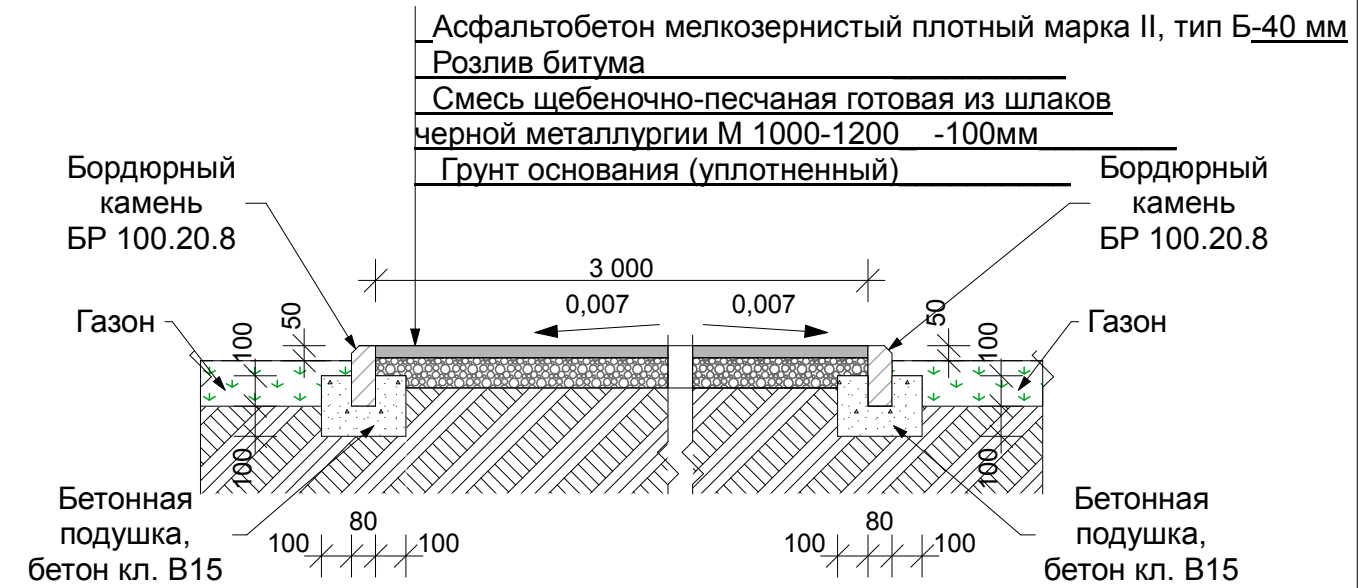 Асфальтобетон мелкозернистый плотный марка II, тип Б-40 мм
Розлив битума
Смесь щебеночно-песчаная готовая из шлаков
черной металлургии М 1000-1200 -100мм
Грунт основания (уплотненный)
Бордюрный
камень
БР 100.20.8
Бордюрный
камень
БР 100.20.8
3 000
0,007
0,007
Газон
100
50
50
100
Газон
100
100
Бетонная
подушка,
бетон кл. В15
80
100
100
80
100
100
Бетонная
подушка,
бетон кл. В15